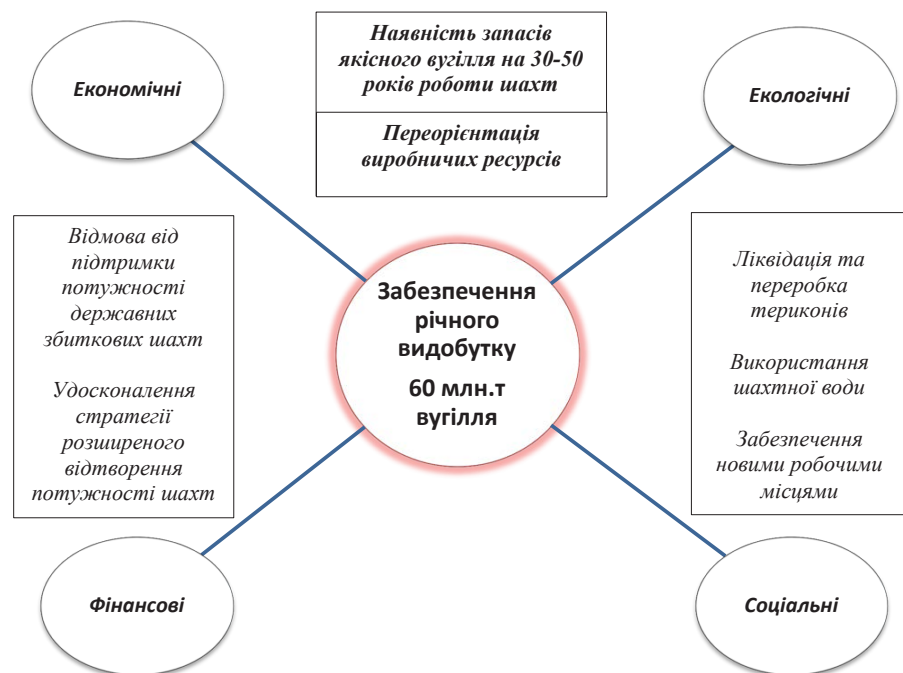 Наявність запасів
якісного вугілля на 30-50
років роботи шахт
Переорієнтація
виробничих ресурсів
Економічні
Екологічні
Відмова від
підтримки
потужності
державних
збиткових шахт
Удосконалення
стратегії
розширеного
відтворення
потужності шахт
Забезпечення
річного
видобутку
60 млн.т
вугілля
Ліквідація та
переробка
териконів
Використання
шахтної води
Забезпечення
новими робочими
місцями
Фінансові
Соціальні